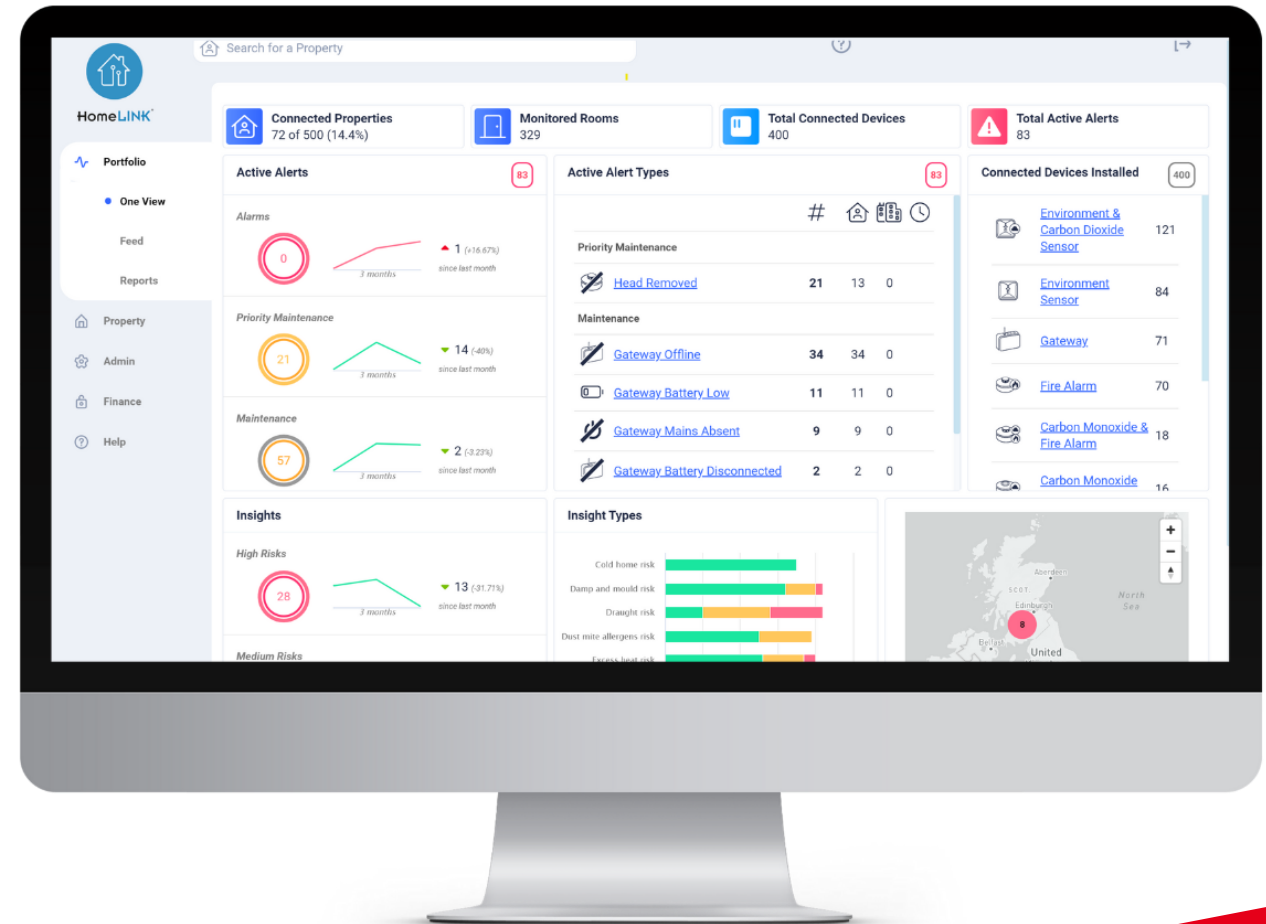 Search for a Property
HomeLINK
Portfolio
One View
Feed
Reports
Property
Admin
Finance
Help
Connected Properties
72 of 500 (14.4%)
Monitored Rooms
329
Total Connected Devices
400
Total Active Alerts
83
Active Alerts
83
Alarms
0
3 months
1 (+16.67%)
since last month
Priority Maintenance
21
3 months
14 (-40%)
since last month
Maintenance
57
3 months
2 (-3.23%)
since last month
Active Alert Types
83
#
Priority Maintenance
Head Removed 21 13 0
Maintenance
Gateway Offline 34 34 0
Gateway Battery Low 11 11 0
Gateway Mains Absent 9 9 0
Gateway Battery Disconnected 2 2 0
Connected Devices Installed
400
Environment &
Carbon Dioxide 121
Sensor
Environment
Sensor 84
Gateway 71
Fire Alarm 70
Carbon Monoxide &
Fire Alarm 18
Carbon Monoxide 16
Insights
High Risks
28
3 months
13 (-31.71%)
since last month
Medium Risks
Insight Types
Cold home risk
Damp and mould risk
Draught risk
Dust mite allergens risk
Excess heat risk
+
−
Aberdeen
SCOT
North
Sea
Edinburgh
8
Belfast
United